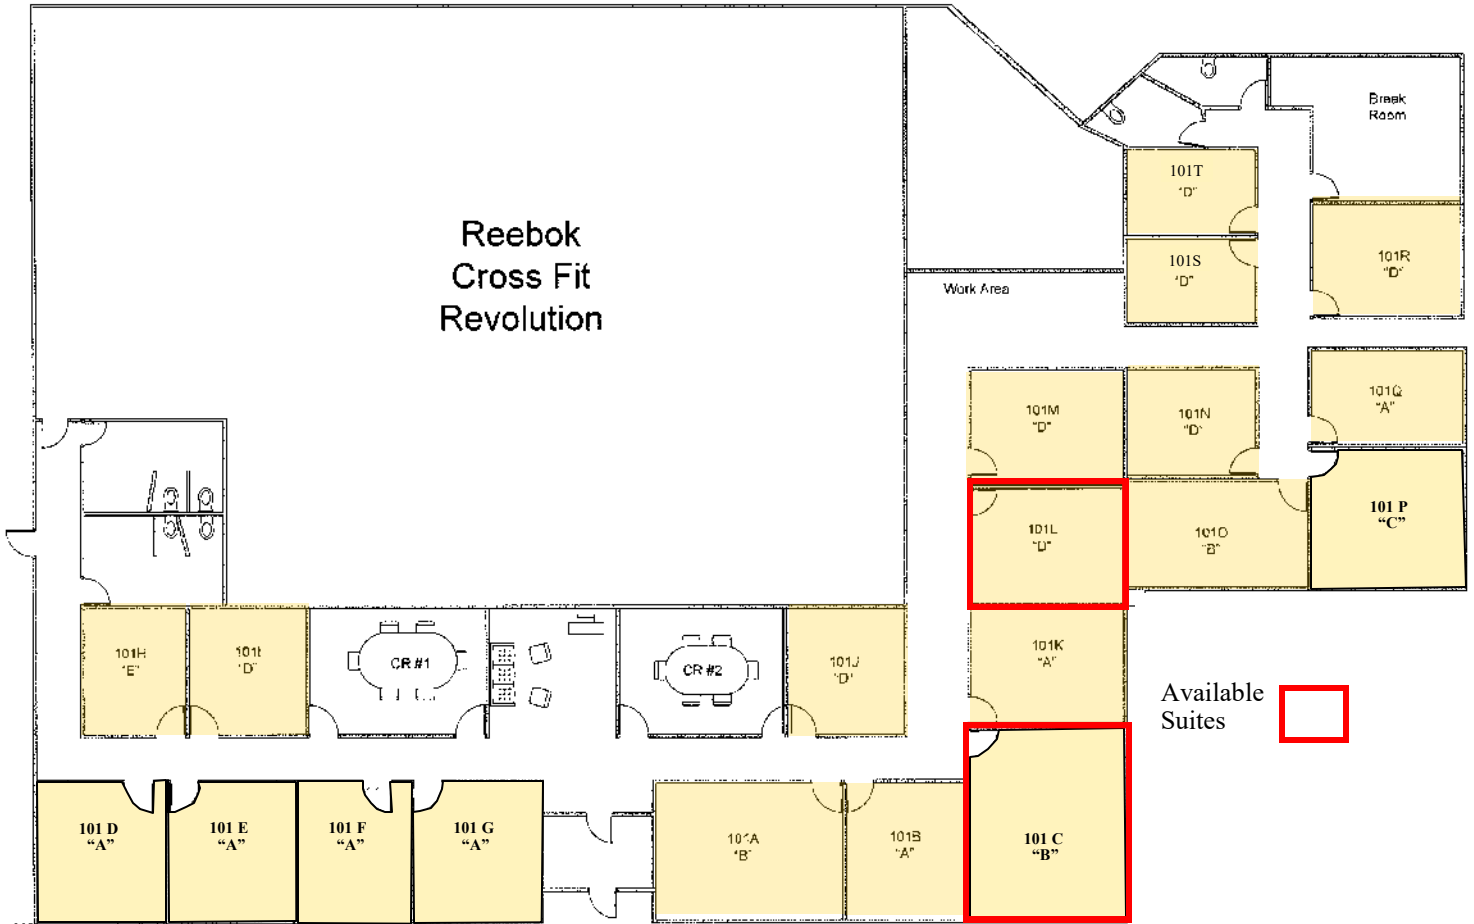 Break
Room
101T
"D"
Reebok
Cross Fit
Revolution
101S
"D"
101R
"D"
Work Area
101M
"D"
101N
"D"
101Q
"A"
101L
"D"
101O
"B"
101 P
“C”
101H
"E"
101I
"D"
CR #1
CR #2
101J
"D"
101K
"A"
Available
Suites
101 D
“A”
101 E
“A”
101 F
“A”
101 G
“A”
101A
"B"
101B
"A"
101 C
“B”